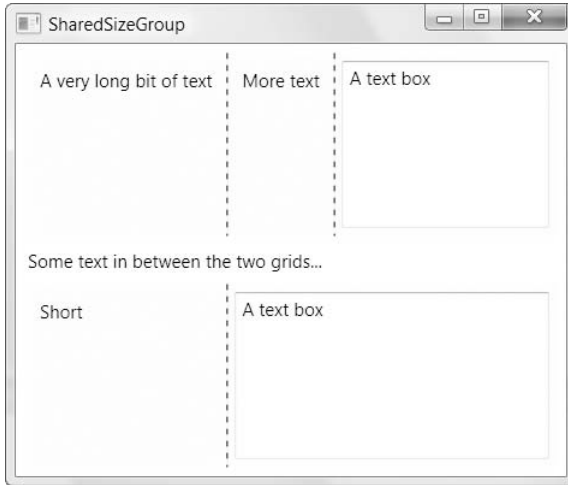 SharedSizeGroup
A very long bit of text
More text
A text box
Some text in between the two grids...
Short
A text box